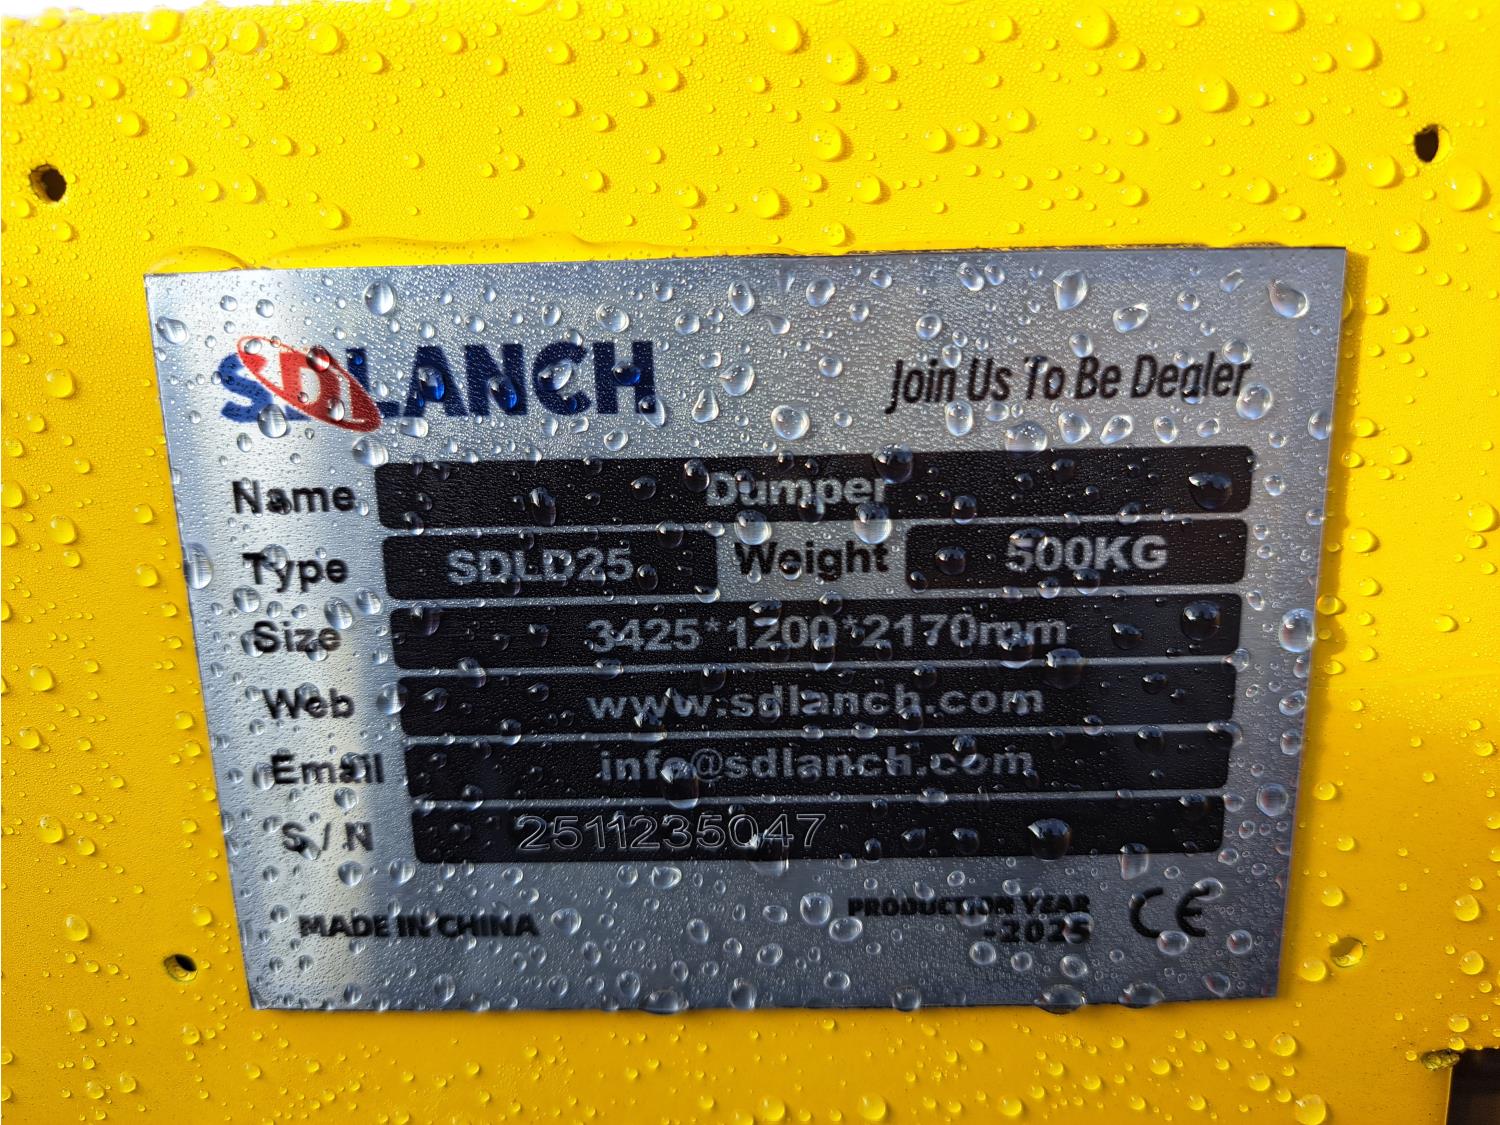 SDLANCH
Join Us To Be Dealer
Name Dumper
Type SDLD25 Weight 500KG
Size 3425*1200*2170mm
Web www.sdlanch.com
Email info@sdlanch.com
S/N 2511235047
MADE IN CHINA
PRODUCTION YEAR
-2025
CE